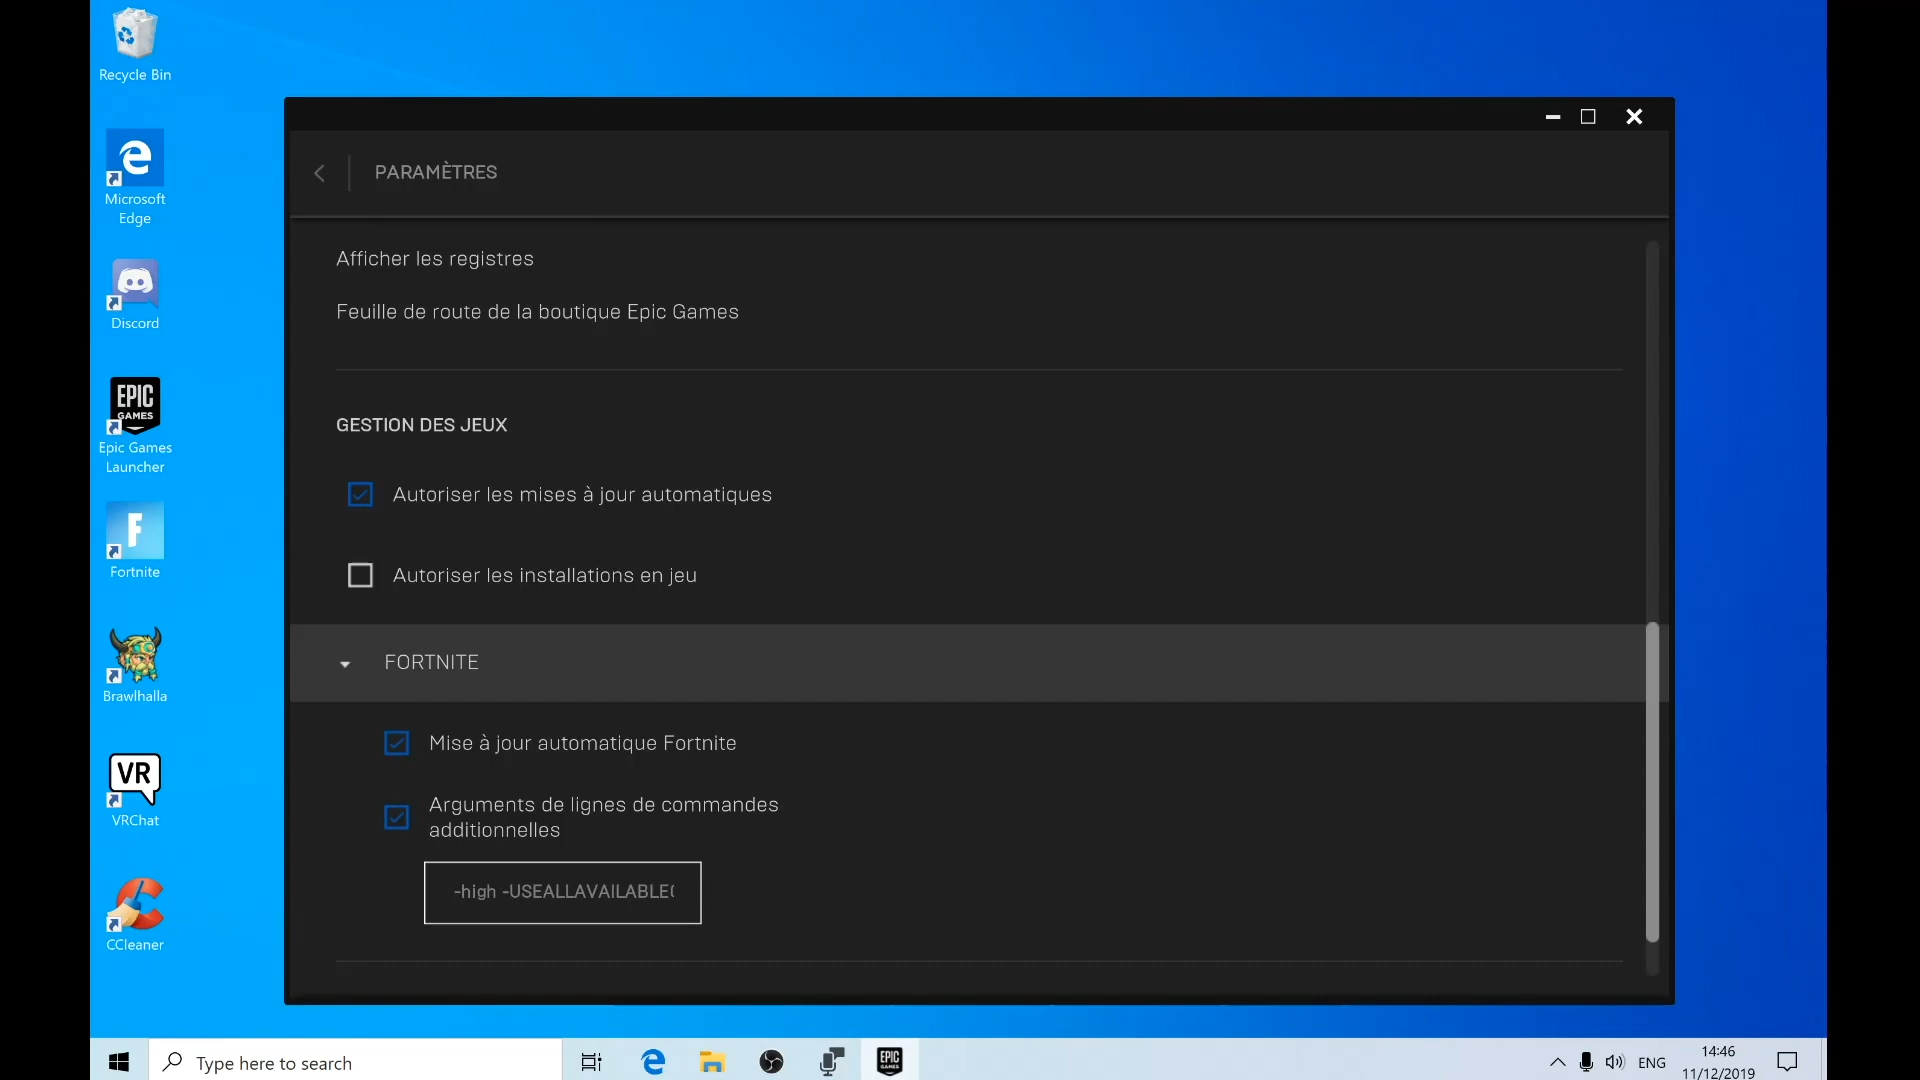 Recycle Bin
Microsoft
Edge
Discord
EPIC
GAMES
Epic Games
Launcher
F
Fortnite
Brawlhalla
VR
VRChat
CCleaner
PARAMÈTRES
Afficher les registres
Feuille de route de la boutique Epic Games
GESTION DES JEUX
Autoriser les mises à jour automatiques
Autoriser les installations en jeu
FORTNITE
Mise à jour automatique Fortnite
Arguments de lignes de commandes
additionnelles
-high -USEALLAVAILABLE
Type here to search
EPIC
GAMES
ENG
14:46
11/12/2019